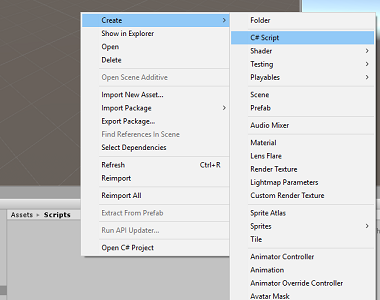 Create
Show in Explorer
Open
Delete
Open Scene Additive
Import New Asset...
Import Package
Export Package...
Find References In Scene
Select Dependencies
Refresh Ctrl+R
Reimport
Reimport All
Extract From Prefab
Run API Updater...
Open C# Project
Folder
C# Script
Shader
Testing
Playables
Scene
Prefab
Audio Mixer
Material
Lens Flare
Render Texture
Lightmap Parameters
Custom Render Texture
Sprite Atlas
Sprites
Tile
Animator Controller
Animation
Animator Override Controller
Avatar Mask
Assets ▸ Scripts